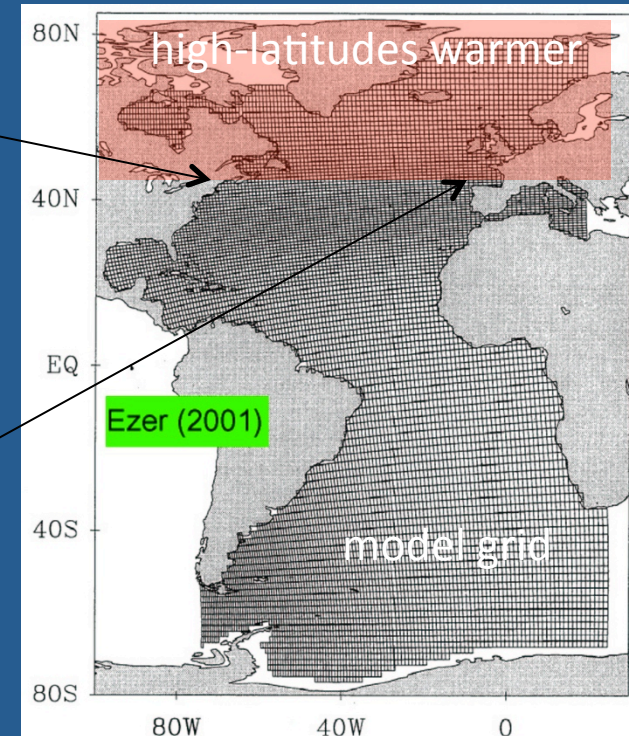 80N
high-latitudes warmer
40N
EQ
Ezer (2001)
40S
model grid
80S
80W 40W 0